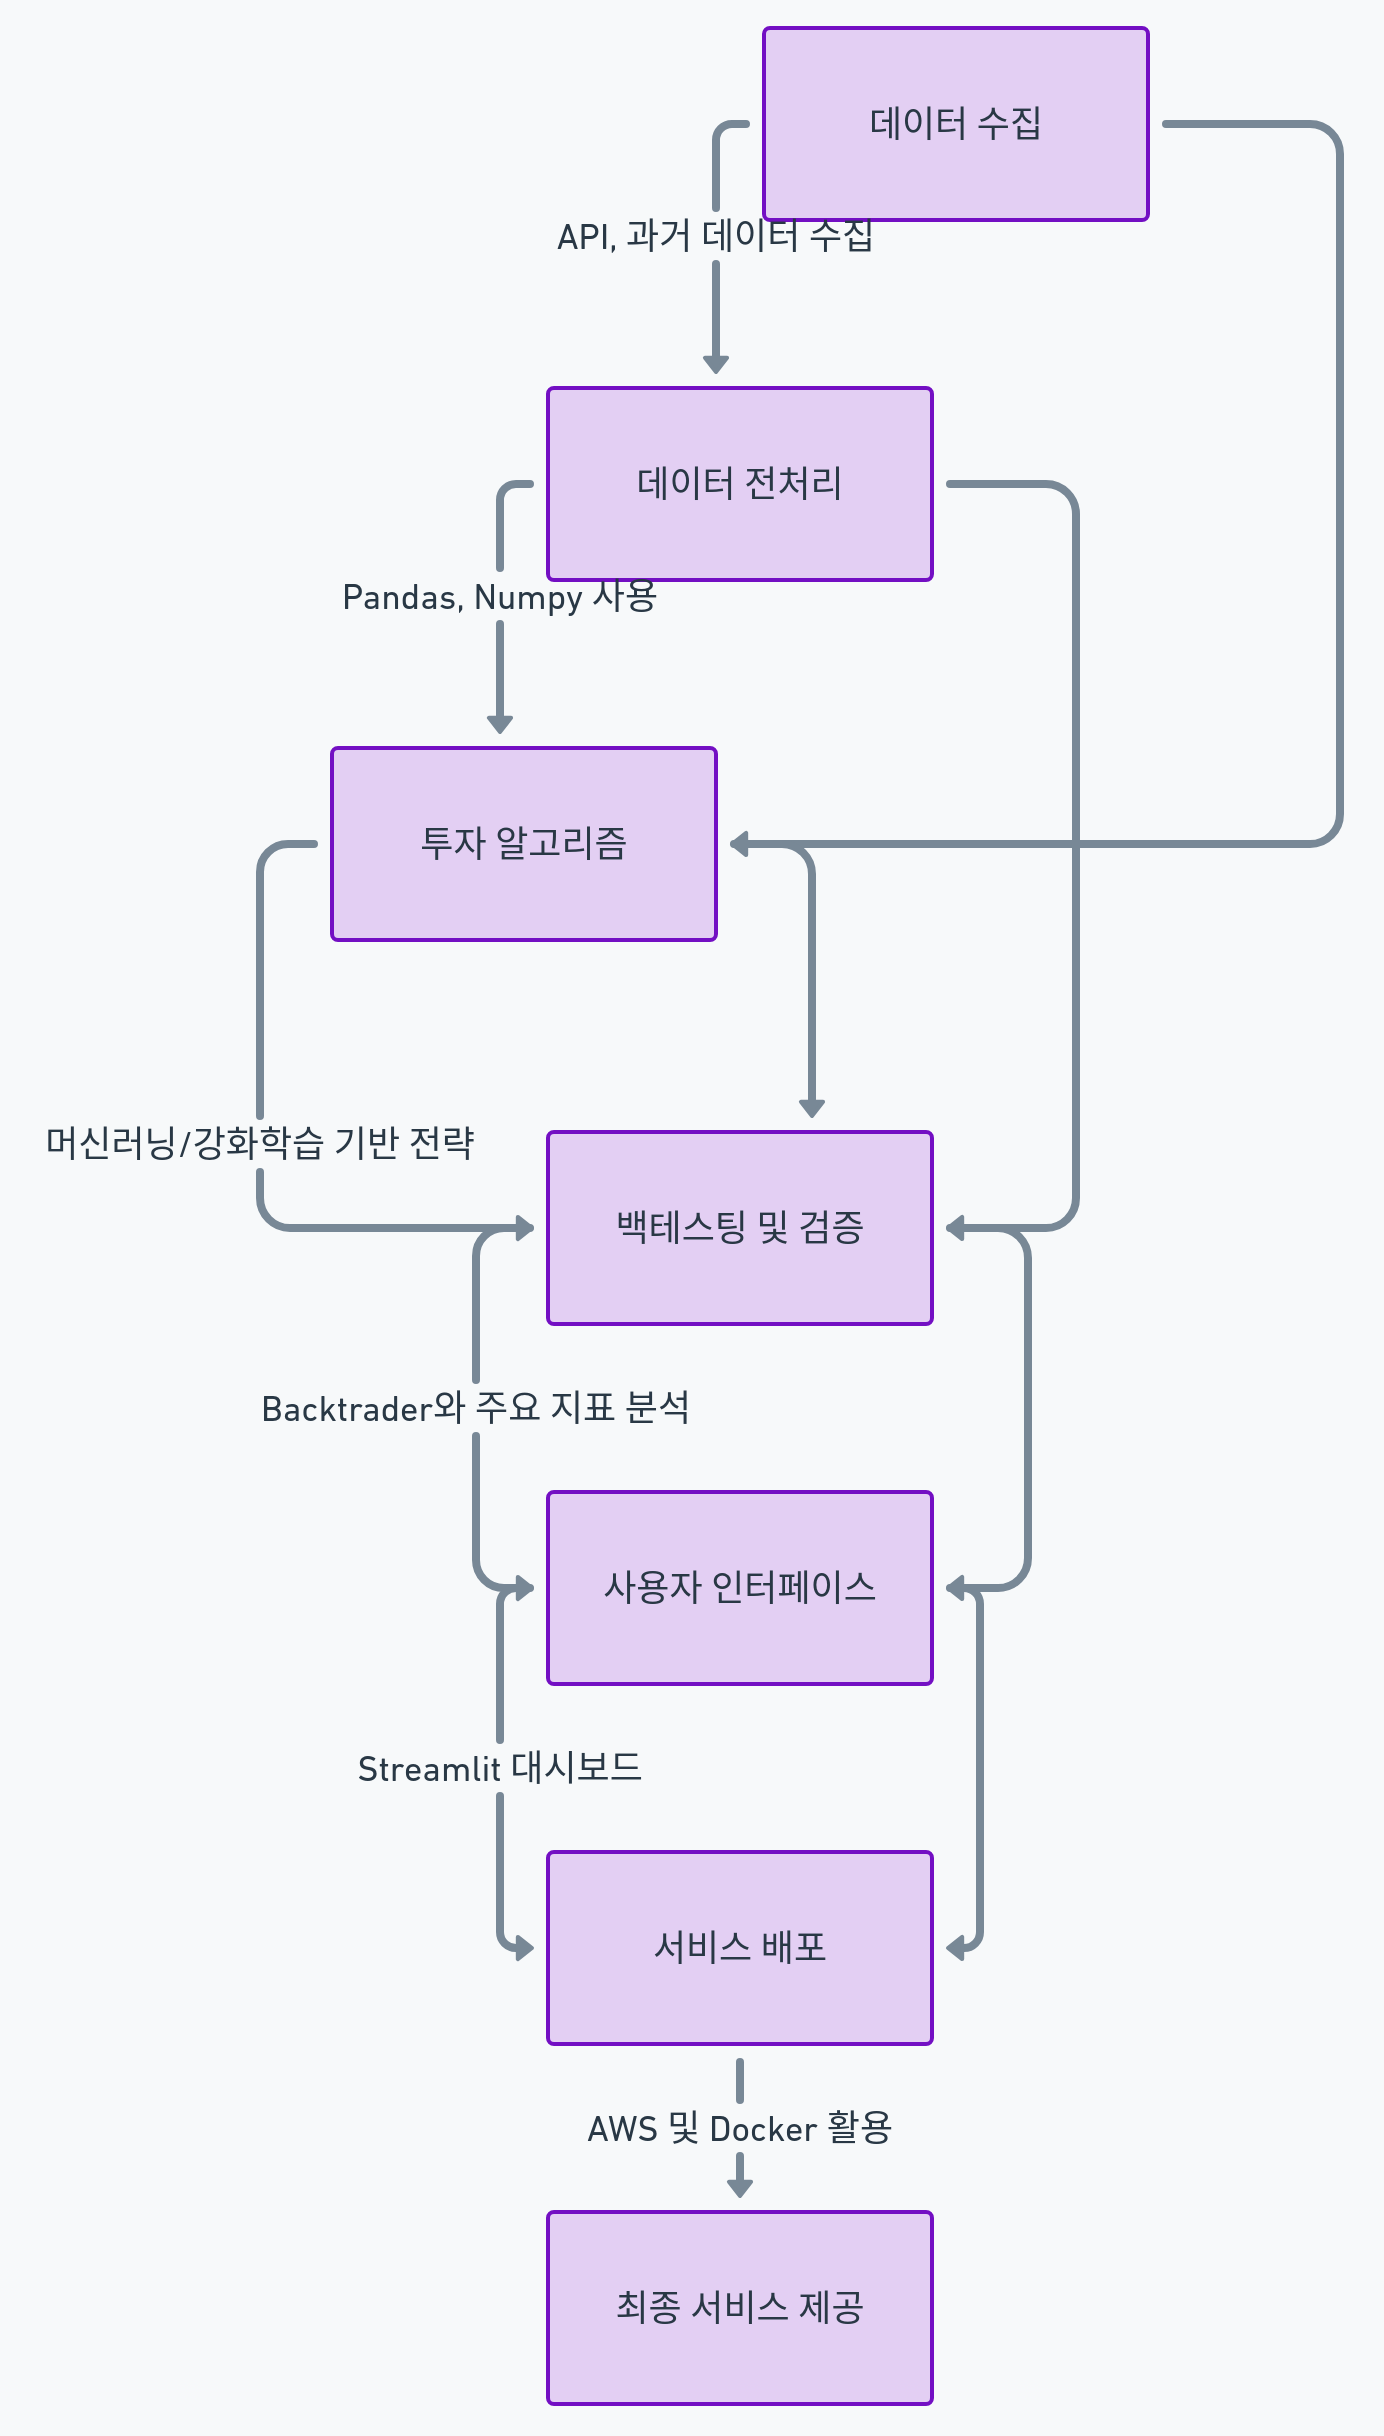 데이터 수집
API, 과거 데이터 수집
데이터 전처리
Pandas, Numpy 사용
투자 알고리즘
머신러닝/강화학습 기반 전략
백테스팅 및 검증
Backtrader와 주요 지표 분석
사용자 인터페이스
Streamlit 대시보드
서비스 배포
AWS 및 Docker 활용
최종 서비스 제공